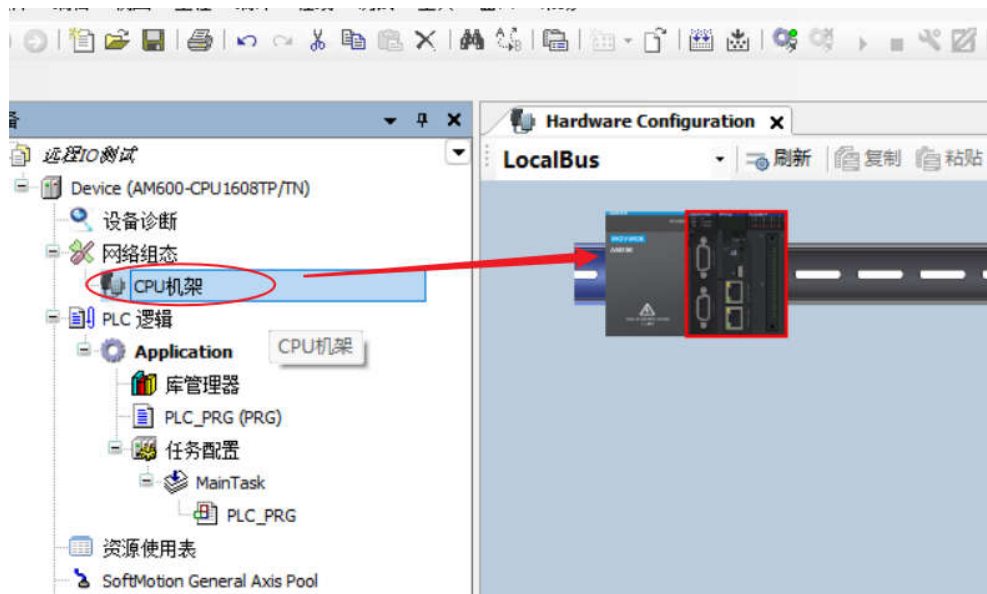 Hardware Configuration
远程IO测试
LocalBus
刷新
复制
粘贴
Device (AM600-CPU1608TP/TN)
设备诊断
网络组态
CPU机架
PLC 逻辑
Application
CPU机架
库管理器
PLC_PRG (PRG)
任务配置
MainTask
PLC_PRG
资源使用表
SoftMotion General Axis Pool